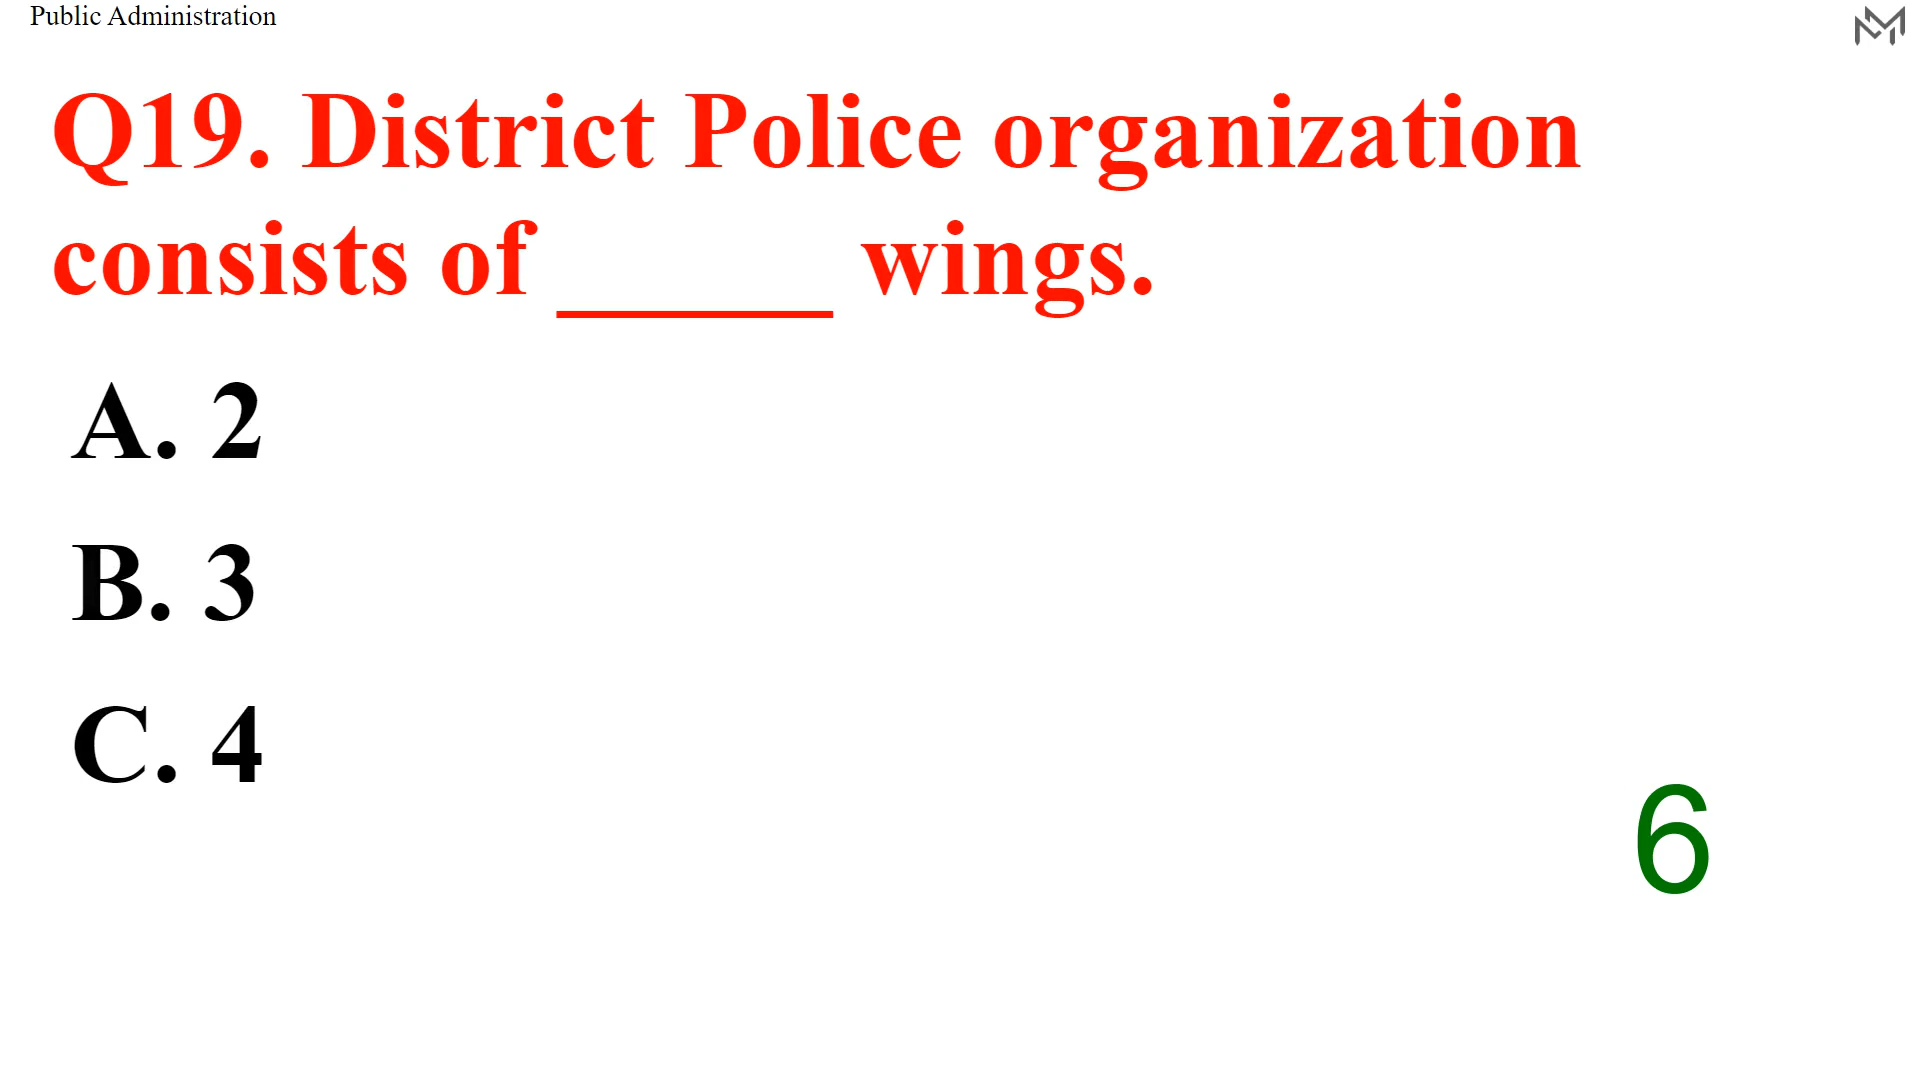 Public Administration
Q19. District Police organization
consists of ______ wings.
A. 2
B. 3
C. 4
6